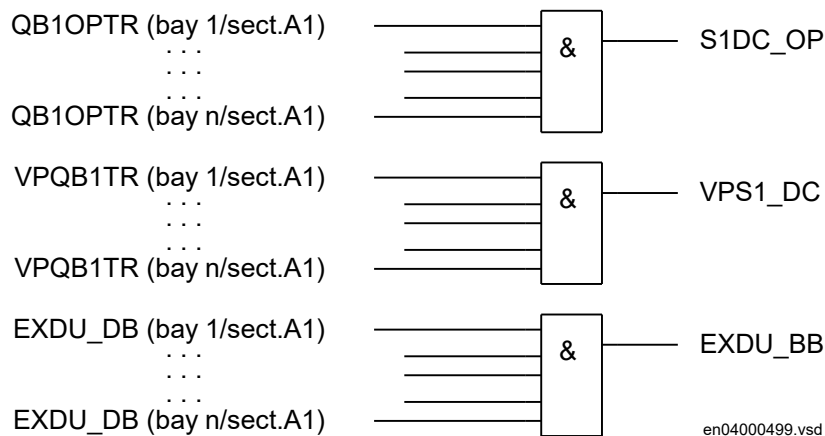 QB1OPTR (bay 1/sect.A1)
. . .
. . .
. . .
QB1OPTR (bay n/sect.A1)
&
S1DC_OP
VPQB1TR (bay 1/sect.A1)
. . .
. . .
. . .
VPQB1TR (bay n/sect.A1)
&
VPS1_DC
EXDU_DB (bay 1/sect.A1)
. . .
. . .
. . .
EXDU_DB (bay n/sect.A1)
&
EXDU_BB
en04000499.vsd